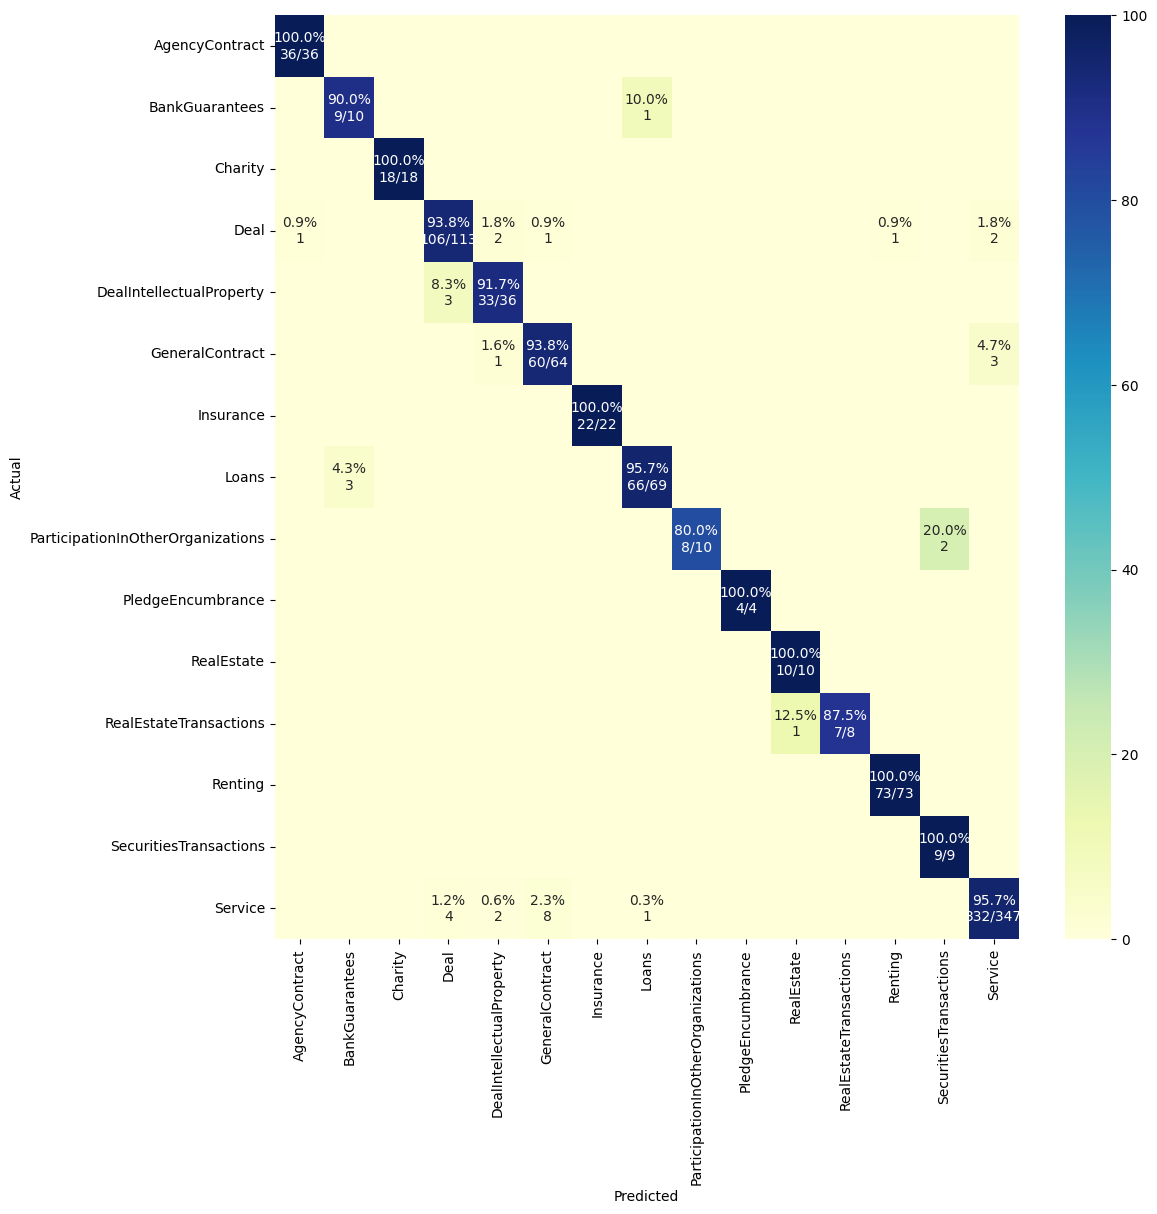 100
AgencyContract
100.0%
36/36
BankGuarantees
90.0%
9/10
10.0%
1
Charity
100.0%
18/18
80
Deal
0.9%
1
93.8%
106/113
1.8%
2
0.9%
1
0.9%
1
1.8%
2
DealIntellectualProperty
8.3%
3
91.7%
33/36
GeneralContract
1.6%
1
93.8%
60/64
4.7%
3
60
Insurance
100.0%
22/22
Actual
Loans
4.3%
3
95.7%
66/69
ParticipationInOtherOrganizations
80.0%
8/10
20.0%
2
40
PledgeEncumbrance
100.0%
4/4
RealEstate
100.0%
10/10
RealEstateTransactions
12.5%
1
87.5%
7/8
20
Renting
100.0%
73/73
SecuritiesTransactions
100.0%
9/9
Service
1.2%
4
0.6%
2
2.3%
8
0.3%
1
95.7%
332/347
0
AgencyContract
BankGuarantees
Charity
Deal
DealIntellectualProperty
GeneralContract
Insurance
Loans
ParticipationInOtherOrganizations
PledgeEncumbrance
RealEstate
RealEstateTransactions
Renting
SecuritiesTransactions
Service
Predicted